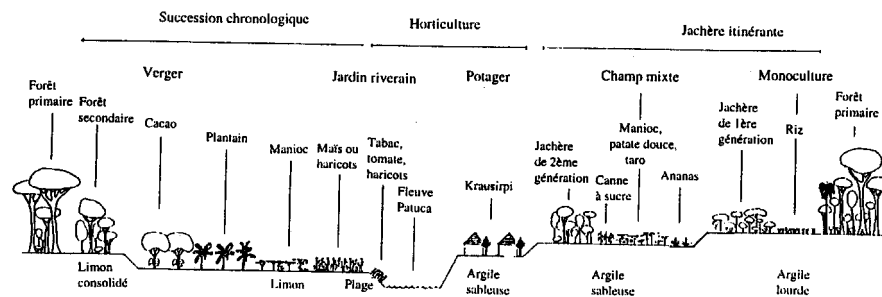 Succession chronologique
Horticulture
Jachère itinérante
Verger
Jardin riverain
Potager
Champ mixte
Monoculture
Forêt
primaire
Forêt
secondaire
Cacao
Plantain
Manioc
Maïs ou
haricots
Tabac,
tomate,
haricots
Fleuve
Patuca
Krausirpi
Jachère
de 2ème
génération
Canne
à sucre
Manioc,
patate douce,
taro
Ananas
Jachère
de 1ère
génération
Riz
Forêt
primaire
Limon
consolidé
Limon
Plage
Argile
sableuse
Argile
sableuse
Argile
lourde